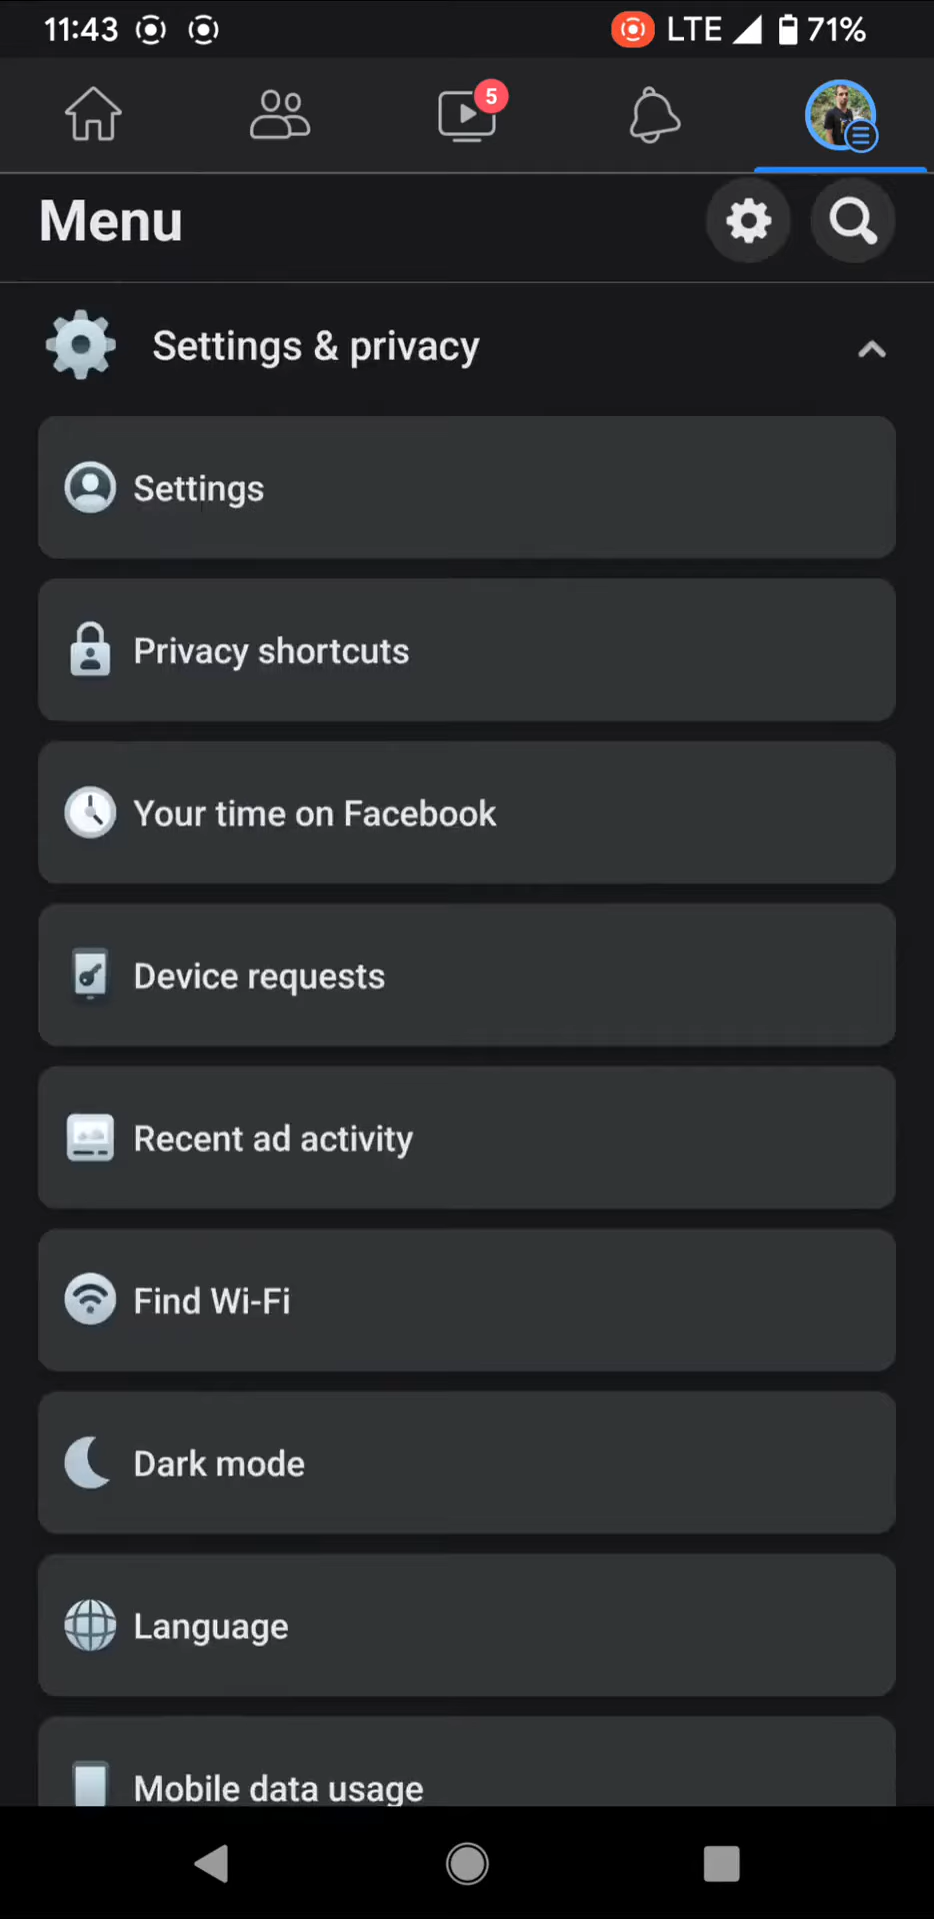 11:43 LTE 71%
5
Menu
Settings & privacy
Settings
Privacy shortcuts
Your time on Facebook
Device requests
Recent ad activity
Find Wi-Fi
Dark mode
Language
Mobile data usage